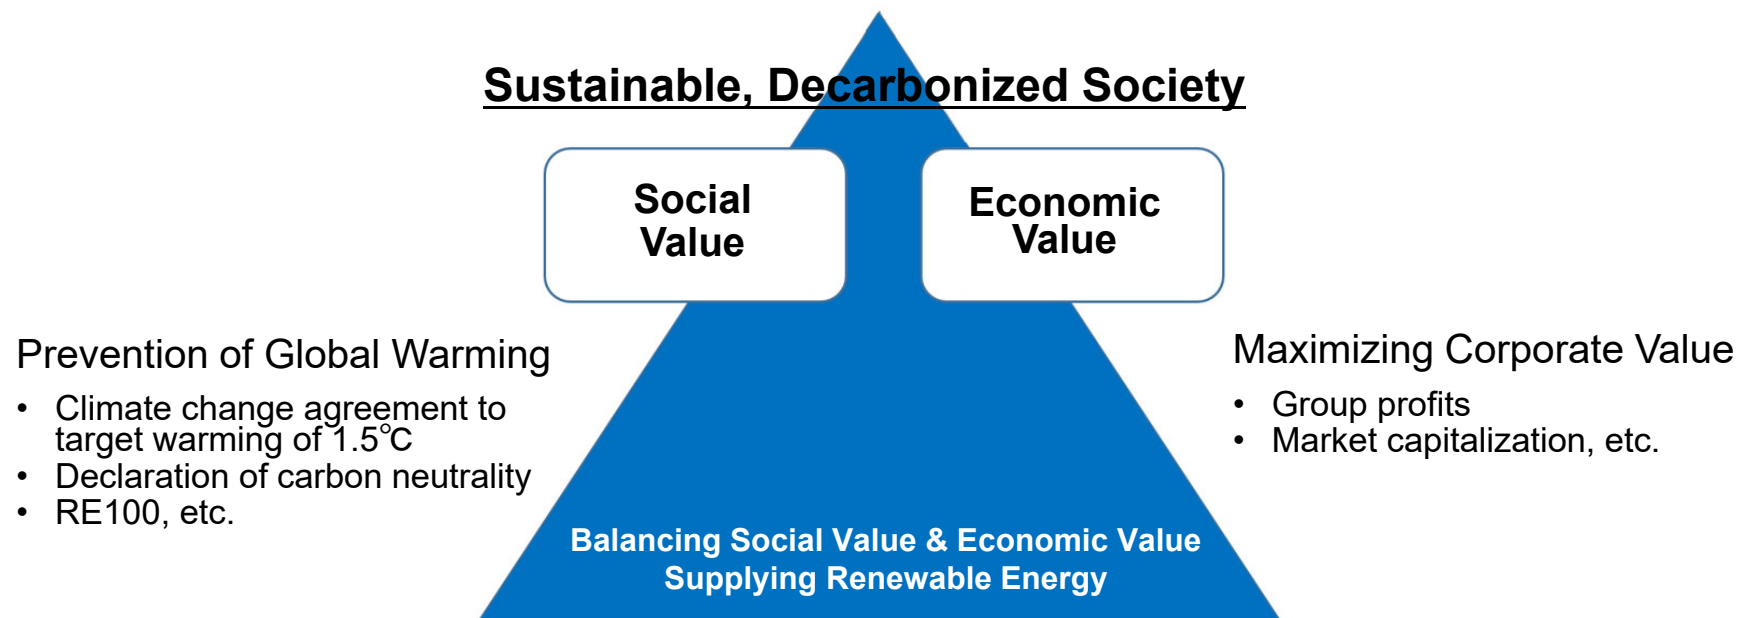 Sustainable, Decarbonized Society
Social
Value
Economic
Value
Prevention of Global Warming
• Climate change agreement to
target warming of 1.5℃
• Declaration of carbon neutrality
• RE100, etc.
Maximizing Corporate Value
• Group profits
• Market capitalization, etc.
Balancing Social Value & Economic Value
Supplying Renewable Energy